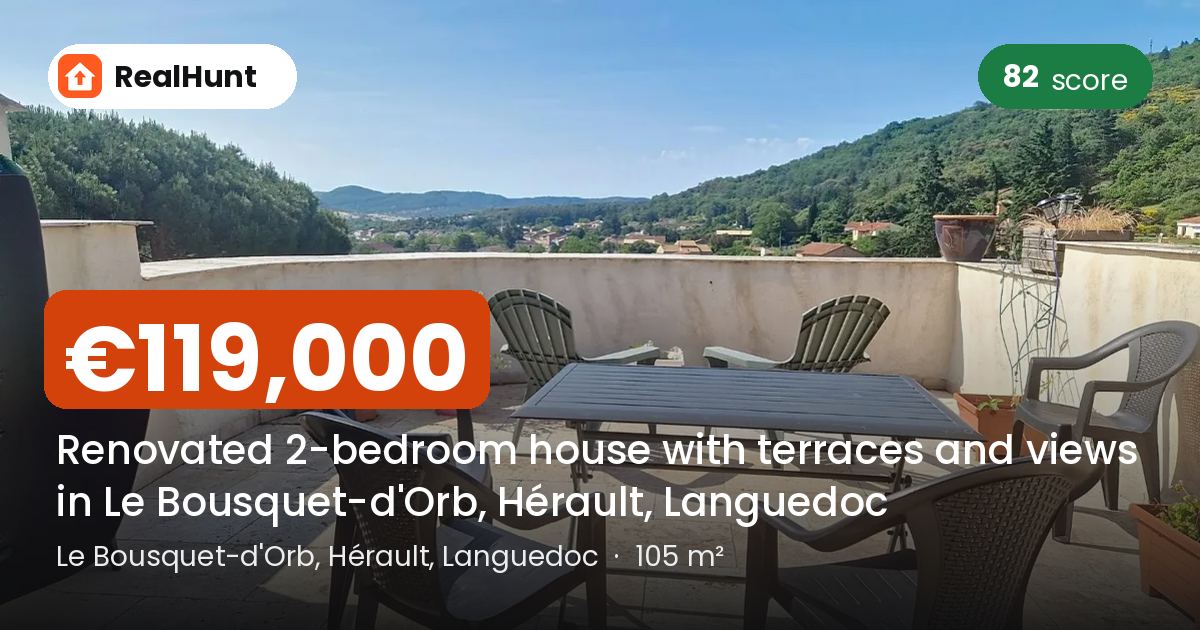 RealHunt
82 score
€119,000
Renovated 2-bedroom house with terraces and views
in Le Bousquet-d'Orb, Hérault, Languedoc
Le Bousquet-d'Orb, Hérault, Languedoc · 105 m²